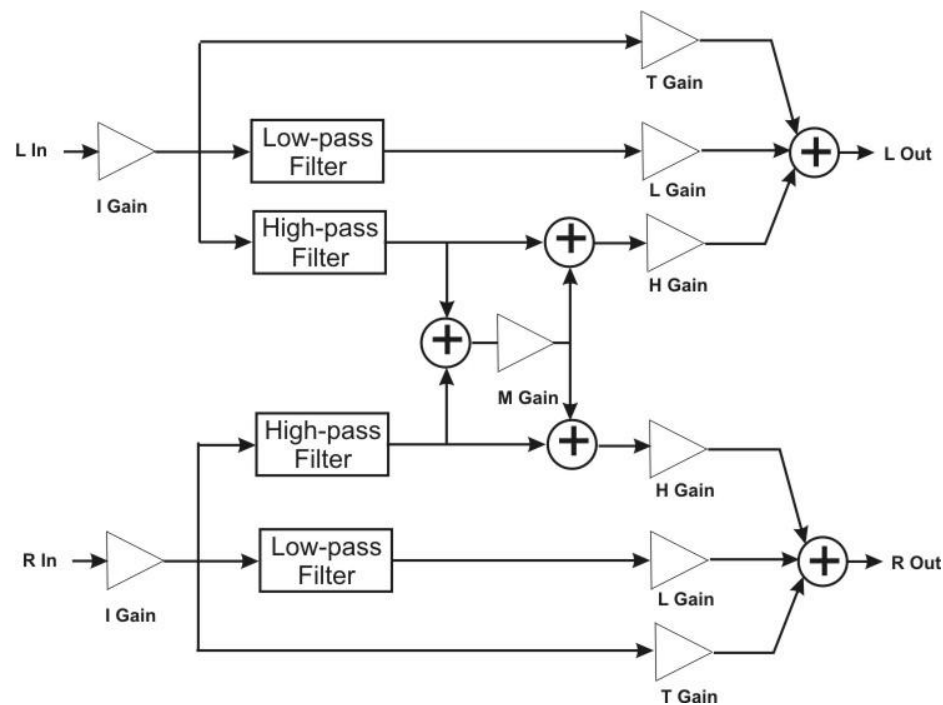 T Gain
L In
I Gain
Low-pass
Filter
L Gain
+
L Out
High-pass
Filter
+
H Gain
+
M Gain
High-pass
Filter
+
H Gain
R In
I Gain
Low-pass
Filter
L Gain
+
R Out
T Gain